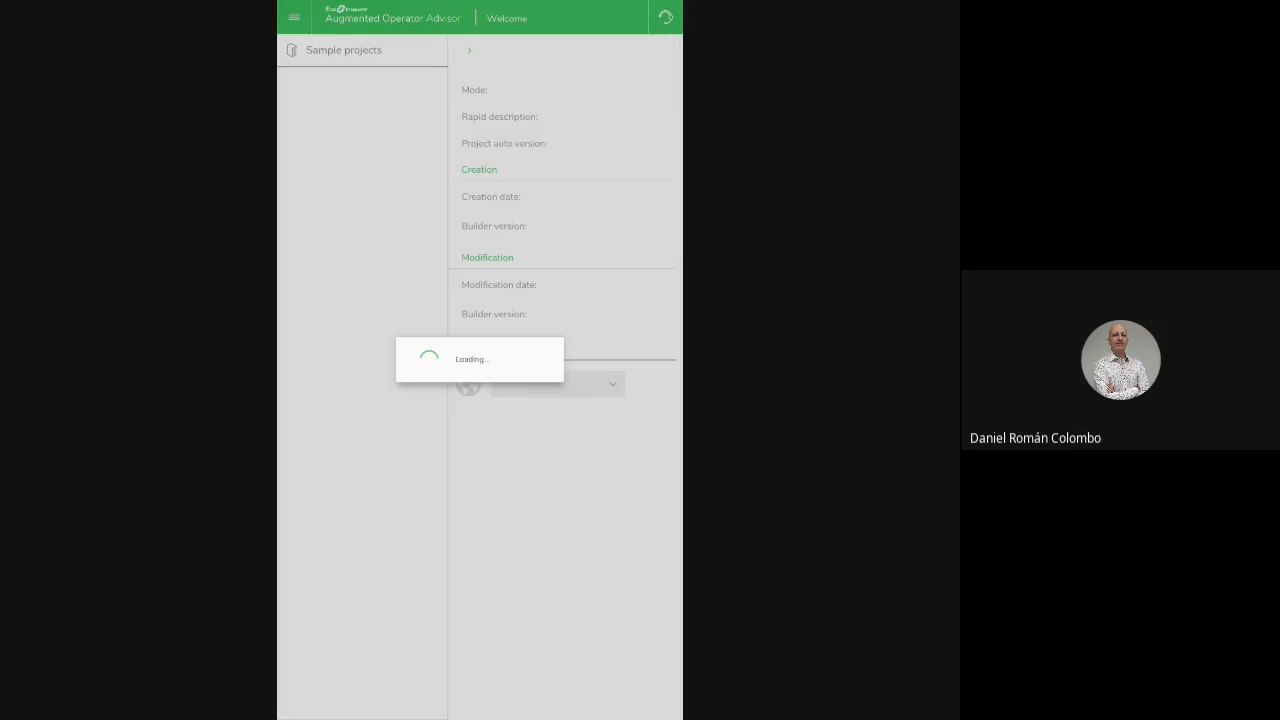 EcoStruxure
Augmented Operator Advisor
Welcome
Sample projects
Mode:
Rapid description:
Project auto version:
Creation
Creation date:
Builder version:
Modification
Modification date:
Builder version:
Loading...
Daniel Román Colombo